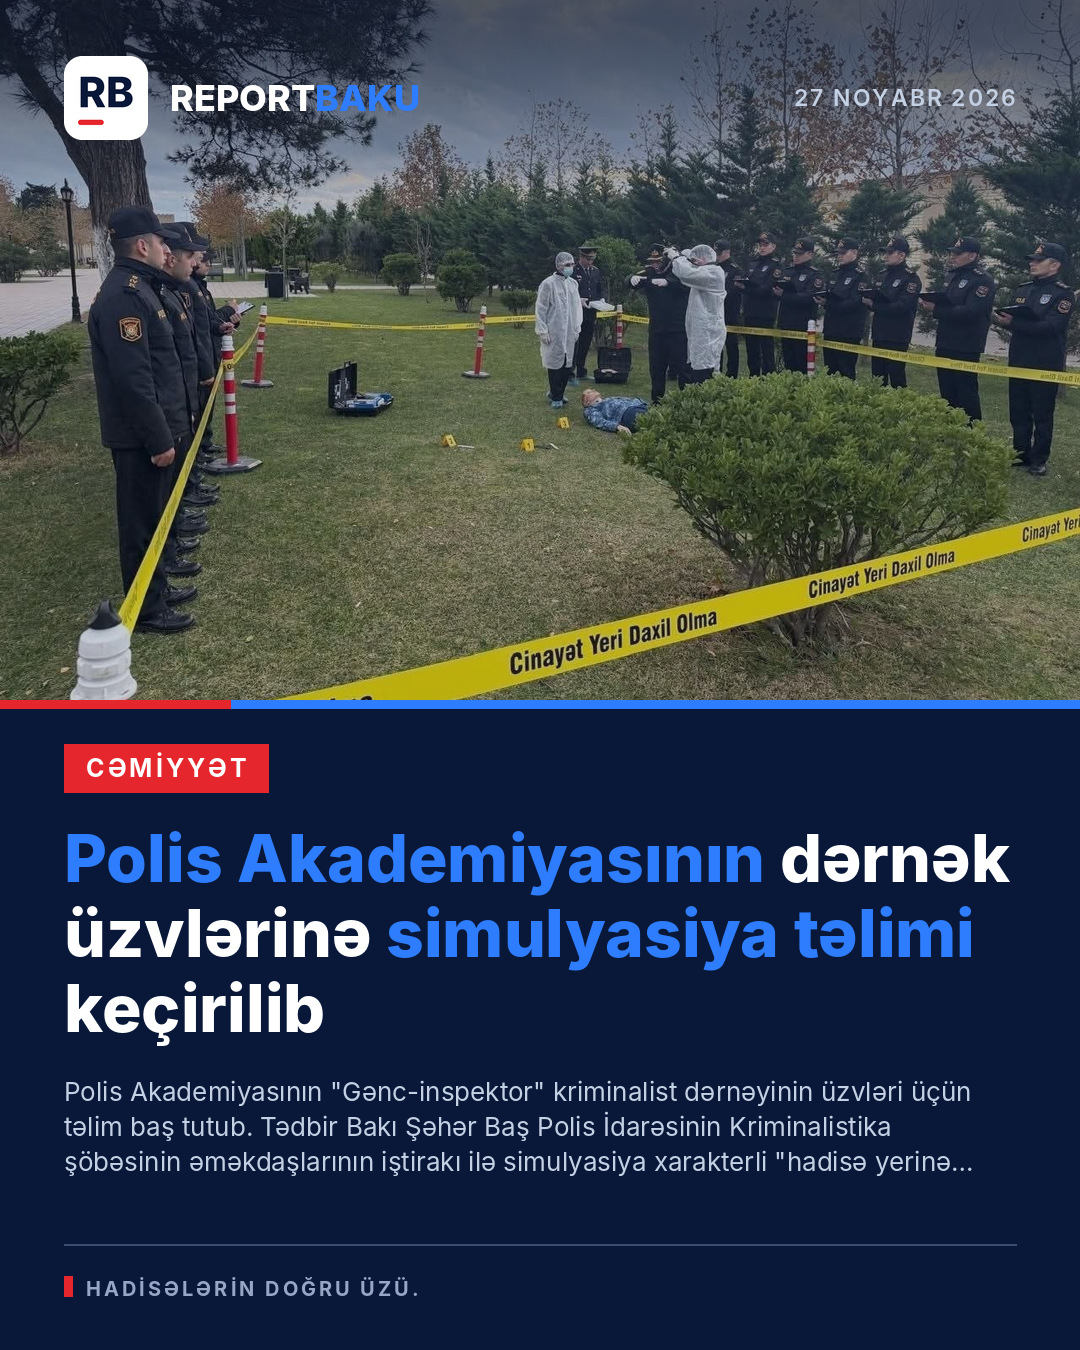 RB
REPORTBAKU
27 NOYABR 2026
Cinayət Yeri Daxil Olma
Cinayət Yeri Daxil Olma
Cinayət Yeri
CƏMİYYƏT
Polis Akademiyasının dərnək
üzvlərinə simulyasiya təlimi
keçirilib
Polis Akademiyasının "Gənc-inspektor" kriminalist dərnəyinin üzvləri üçün
təlim baş tutub. Tədbir Bakı Şəhər Baş Polis İdarəsinin Kriminalistika
şöbəsinin əməkdaşlarının iştirakı ilə simulyasiya xarakterli "hadisə yerinə...
HADİSƏLƏRİN DOĞRU ÜZÜ.